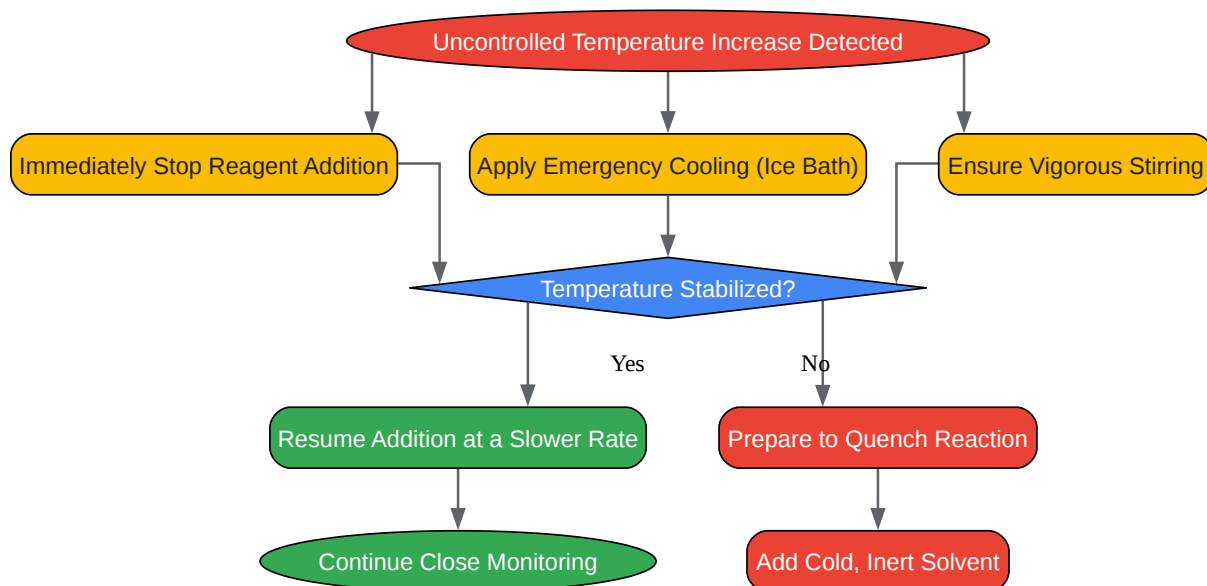 Uncontrolled Temperature Increase Detected
Immediately Stop Reagent Addition
Apply Emergency Cooling (Ice Bath)
Ensure Vigorous Stirring
Temperature Stabilized?
Yes
No
Resume Addition at a Slower Rate
Prepare to Quench Reaction
Continue Close Monitoring
Add Cold, Inert Solvent